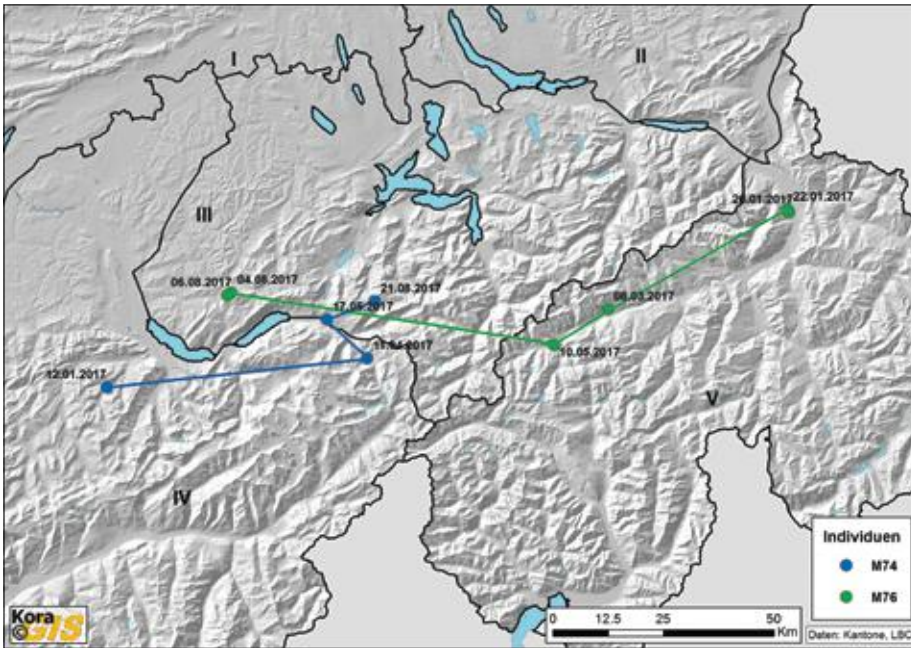 I
II
III
20.01.2017
22.01.2017
06.08.2017
04.06.2017
21.08.2017
17.05.2017
08.03.2017
10.05.2017
12.01.2017
V
IV
Individuen
M74
M76
Kora
©GIS
0 12.5 25 50
Km
Daten: Kantone, LBC